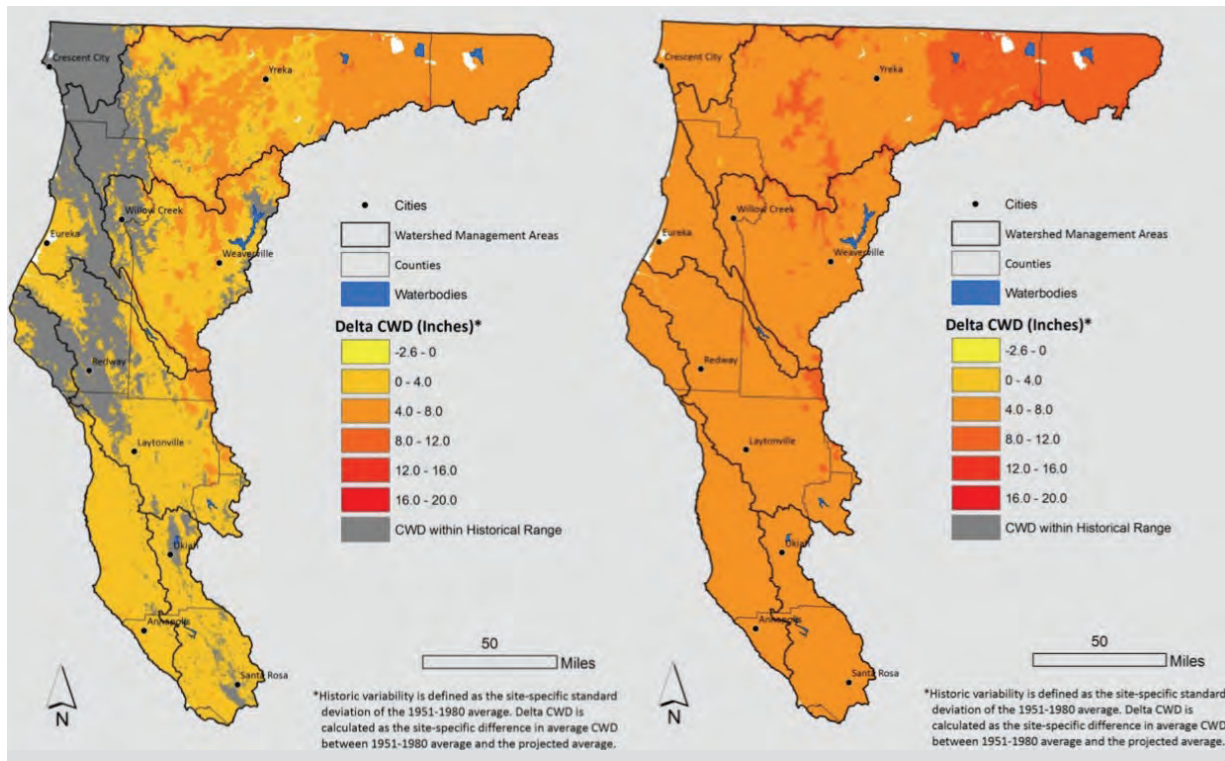 Crescent City
Yreka
Willow Creek
Eureka
Weaverville
Redway
Laytonville
Ukiah
Annapolis
Santa Rosa
Cities
Watershed Management Areas
Counties
Waterbodies
Delta CWD (Inches)*
-2.6 - 0
0 - 4.0
4.0 - 8.0
8.0 - 12.0
12.0 - 16.0
16.0 - 20.0
CWD within Historical Range
50
Miles
N
*Historic variability is defined as the site-specific standard
deviation of the 1951-1980 average. Delta CWD is
calculated as the site-specific difference in average CWD
between 1951-1980 average and the projected average.
Crescent City
Yreka
Willow Creek
Eureka
Weaverville
Redway
Laytonville
Ukiah
Annapolis
Santa Rosa
Cities
Watershed Management Areas
Counties
Waterbodies
Delta CWD (Inches)*
-2.6 - 0
0 - 4.0
4.0 - 8.0
8.0 - 12.0
12.0 - 16.0
16.0 - 20.0
CWD within Historical Range
50
Miles
N
*Historic variability is defined as the site-specific standard
deviation of the 1951-1980 average. Delta CWD is
calculated as the site-specific difference in average CWD
between 1951-1980 average and the projected average.